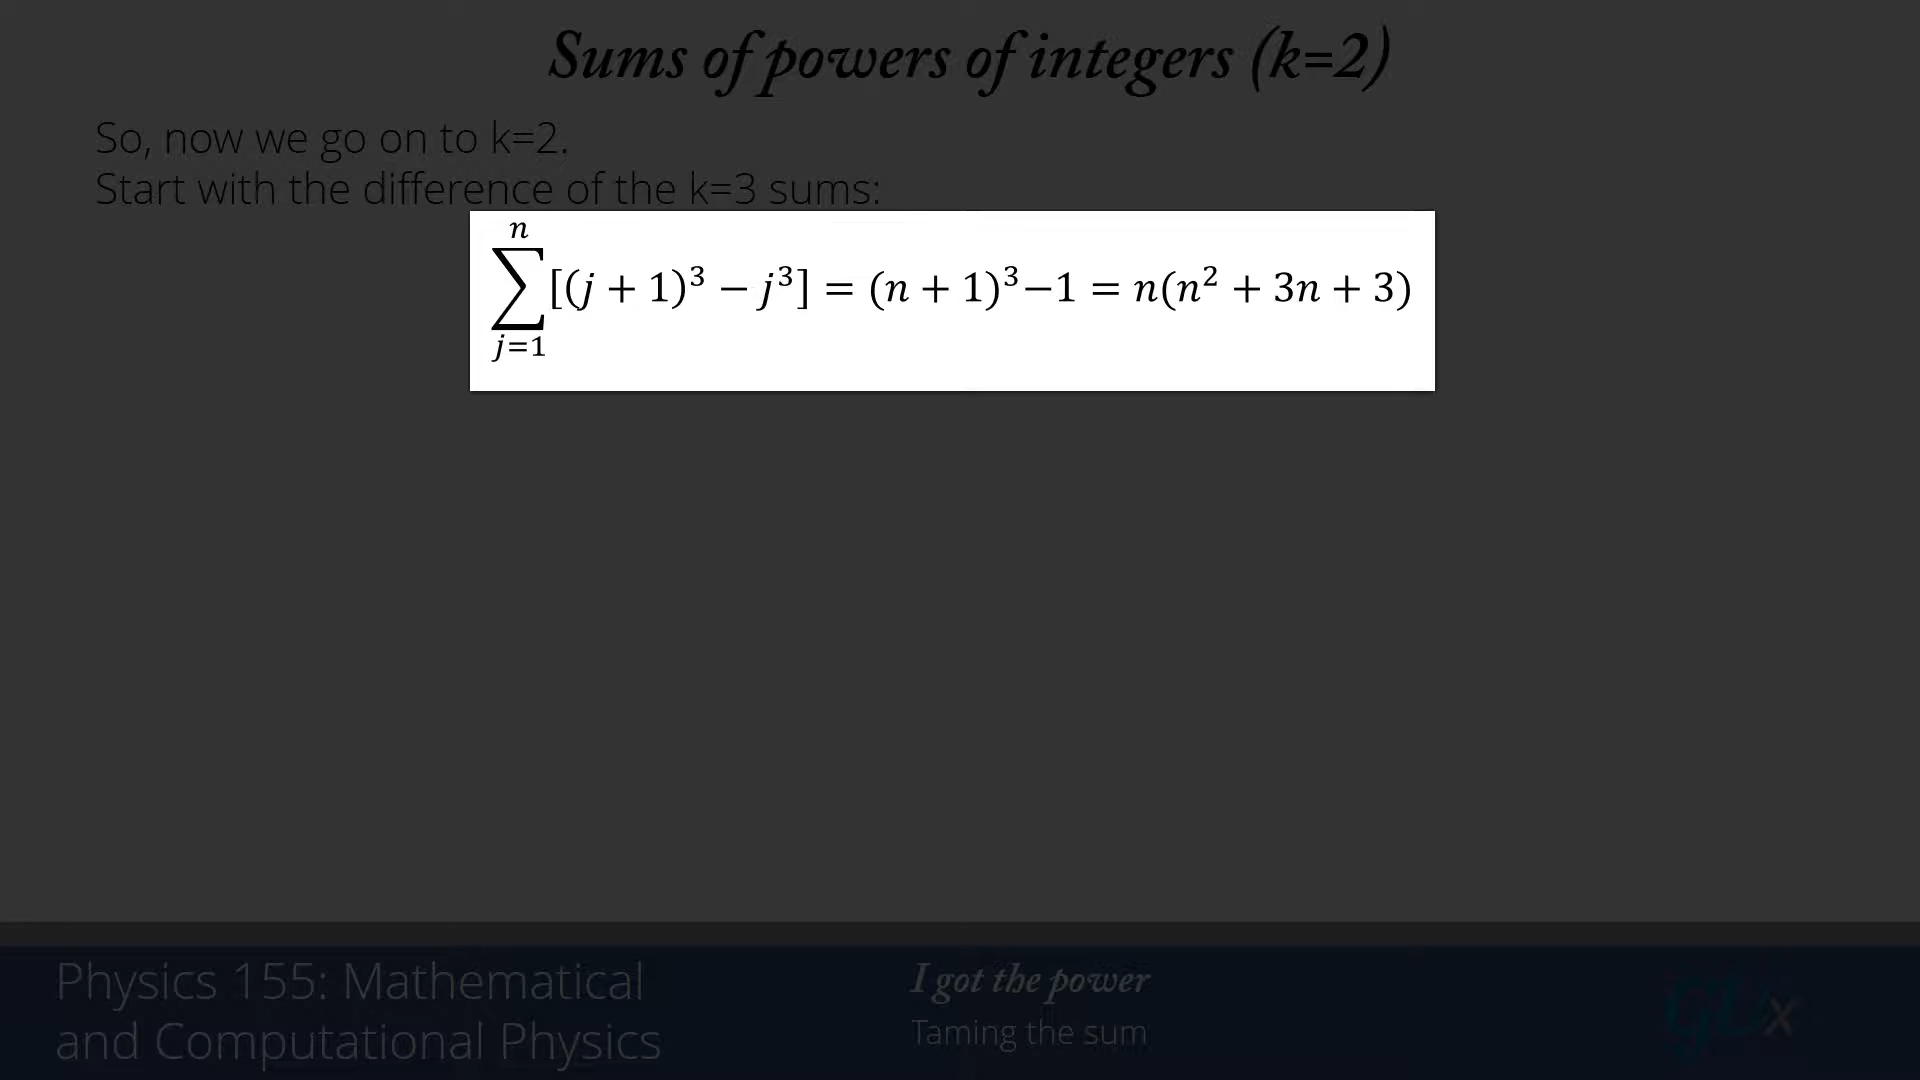 Sums of powers of integers (k=2)
So, now we go on to k=2.
Start with the difference of the k=3 sums:
n
∑[(j + 1)³ − j³] = (n + 1)³−1 = n(n² + 3n + 3)
j=1
Physics 155: Mathematical
and Computational Physics
I got the power
Taming the sum
GUx